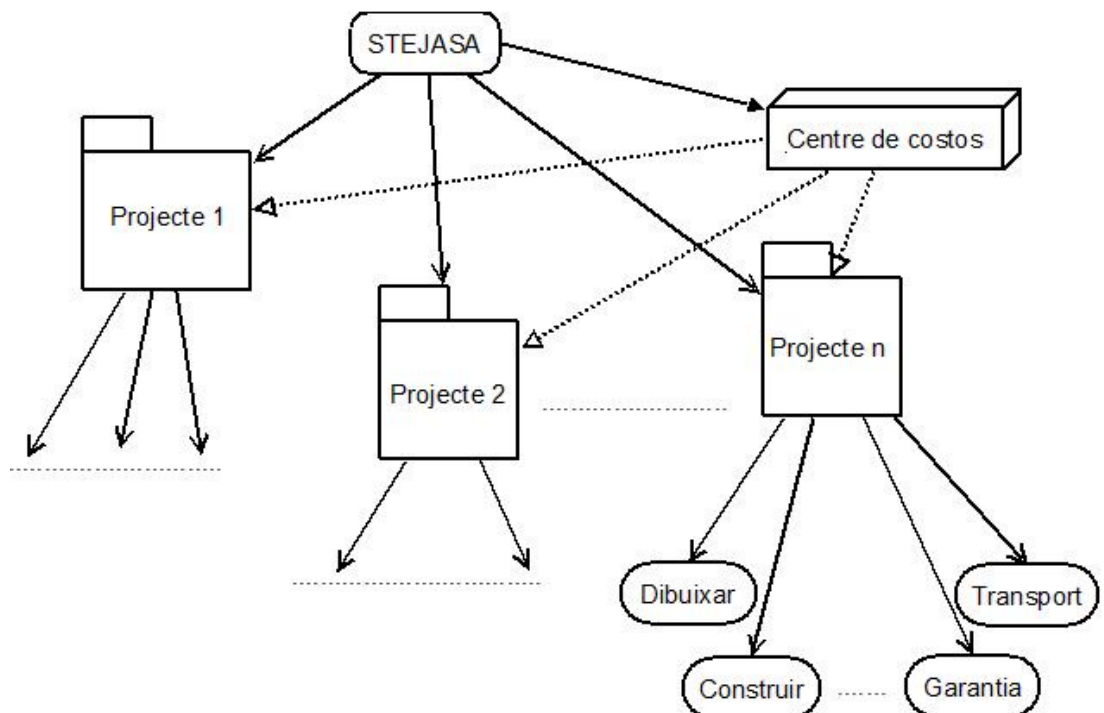 STEJASA
Centre de costos
Projecte 1
Projecte n
Projecte 2
Dibuixar
Transport
Construir
Garantia